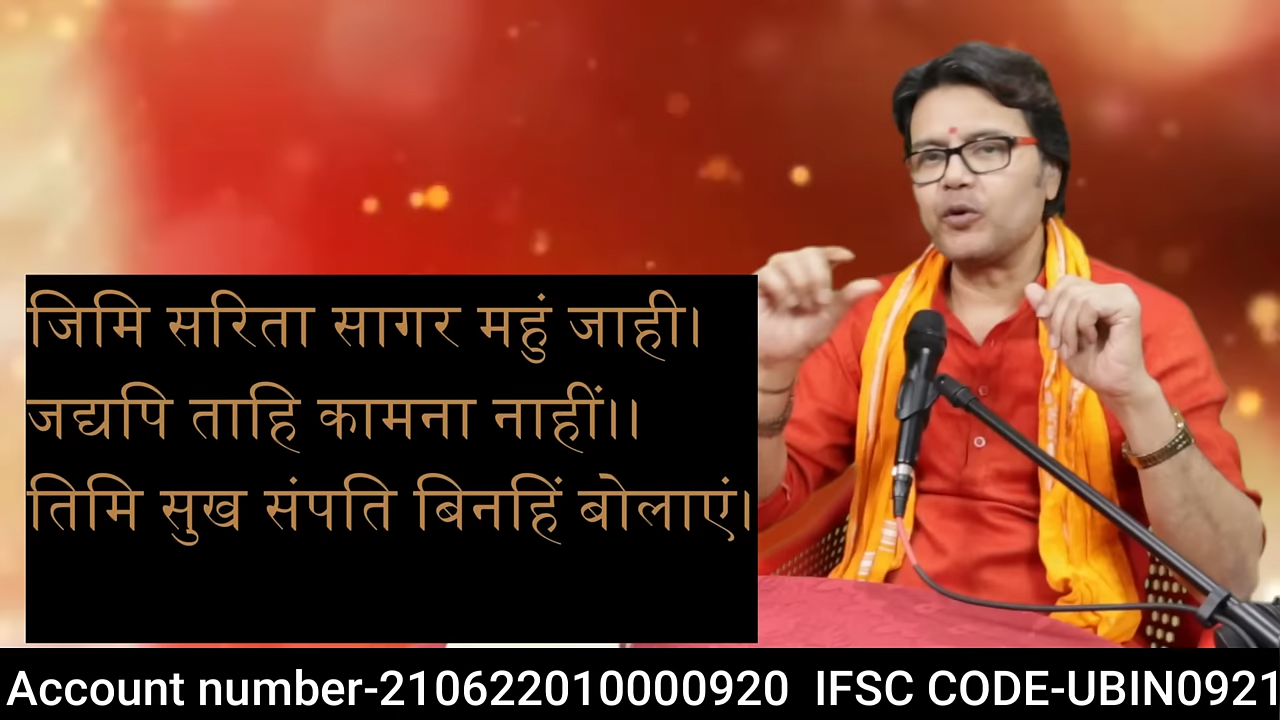 जिमि सरिता सागर महुं जाही।
जद्यपि ताहि कामना नाहीं।।
तिमि सुख संपति बिनहिं बोलाएं।
Account number-210622010000920 IFSC CODE-UBIN0921